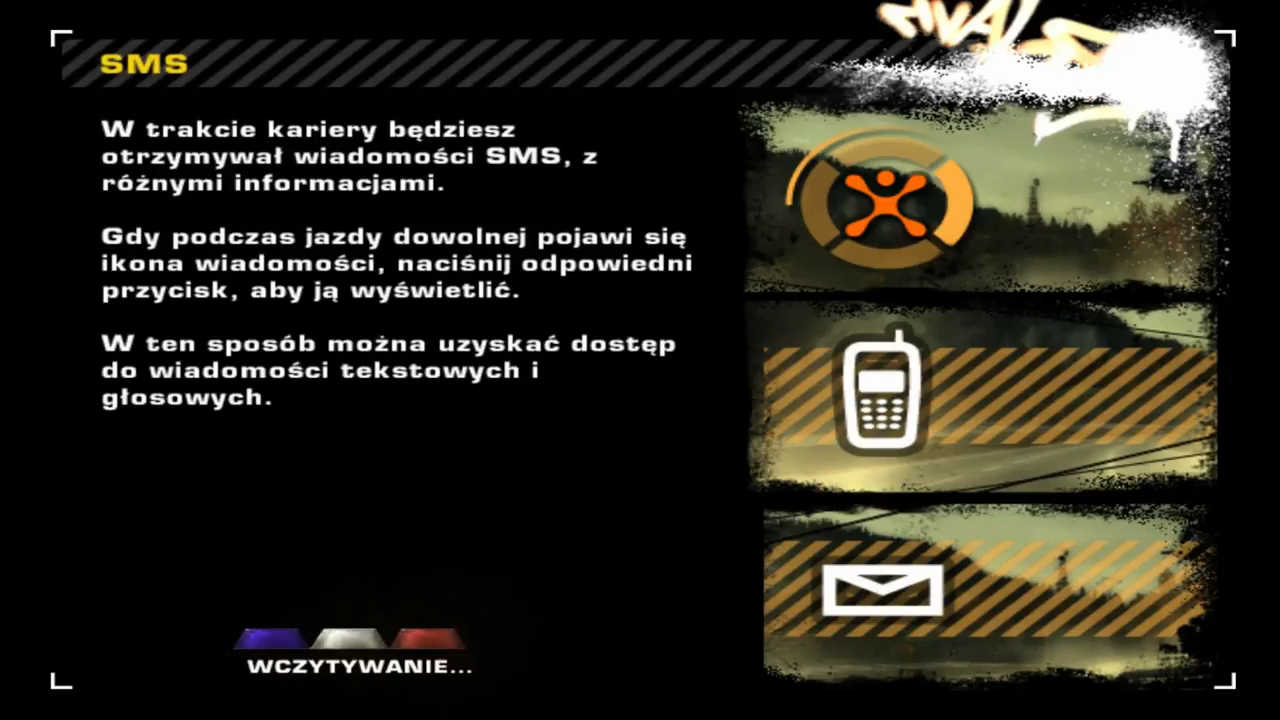 SMS
W trakcie kariery będziesz
otrzymywał wiadomości SMS, z
różnymi informacjami.
Gdy podczas jazdy dowolnej pojawi się
ikona wiadomości, naciśnij odpowiedni
przycisk, aby ją wyświetlić.
W ten sposób można uzyskać dostęp
do wiadomości tekstowych i
głosowych.
WCZYTYWANIE...